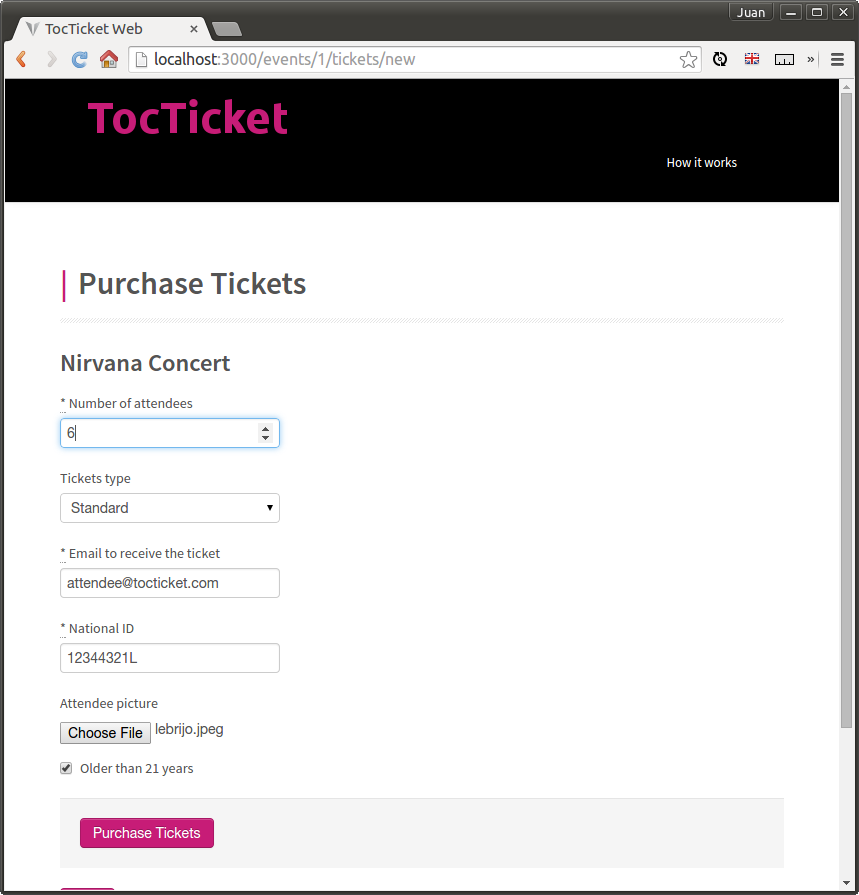 Juan
TocTicket Web
localhost:3000/events/1/tickets/new
TocTicket
How it works
| Purchase Tickets
Nirvana Concert
* Number of attendees
6
Tickets type
Standard
* Email to receive the ticket
attendee@tocticket.com
* National ID
12344321L
Attendee picture
Choose File lebrijo.jpeg
Older than 21 years
Purchase Tickets